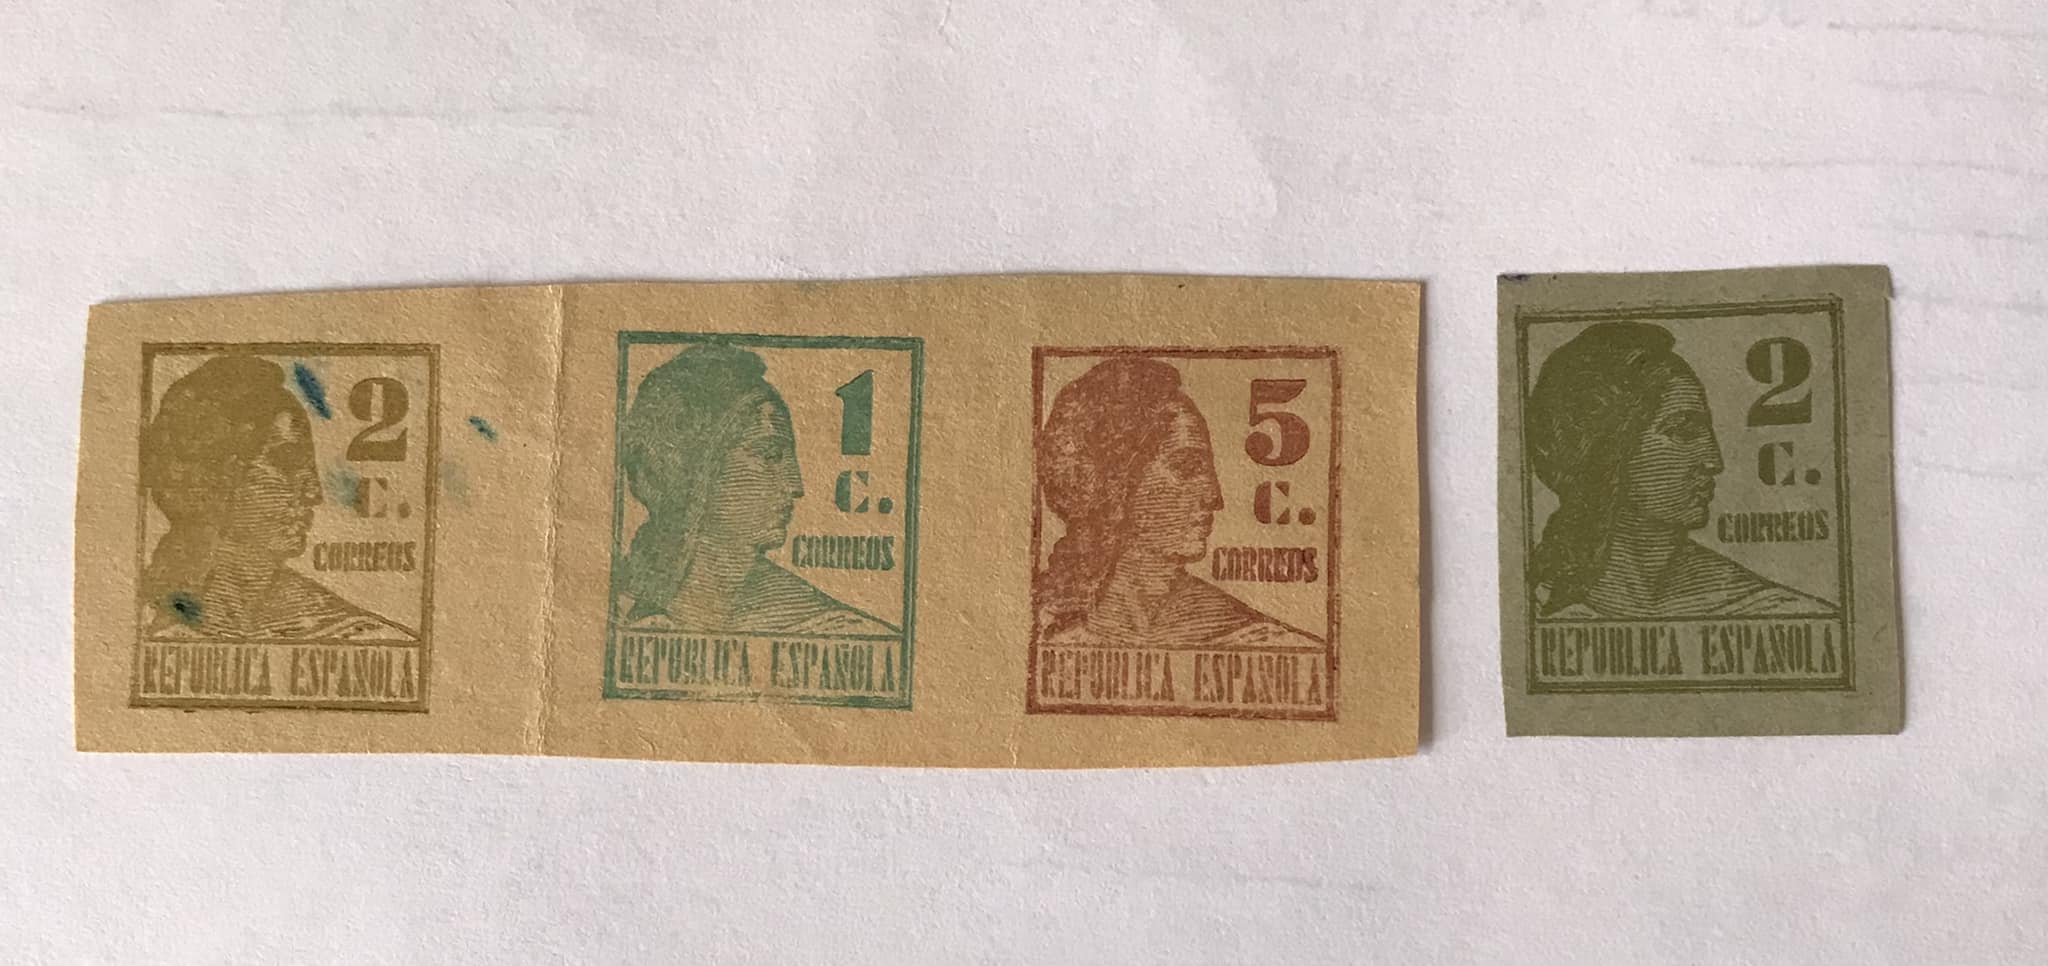 2
C.
CORREOS
REPUBLICA ESPAÑOLA
1
C.
CORREOS
REPUBLICA ESPAÑOLA
5
C.
CORREOS
REPUBLICA ESPAÑOLA
2
C.
CORREOS
REPUBLICA ESPAÑOLA